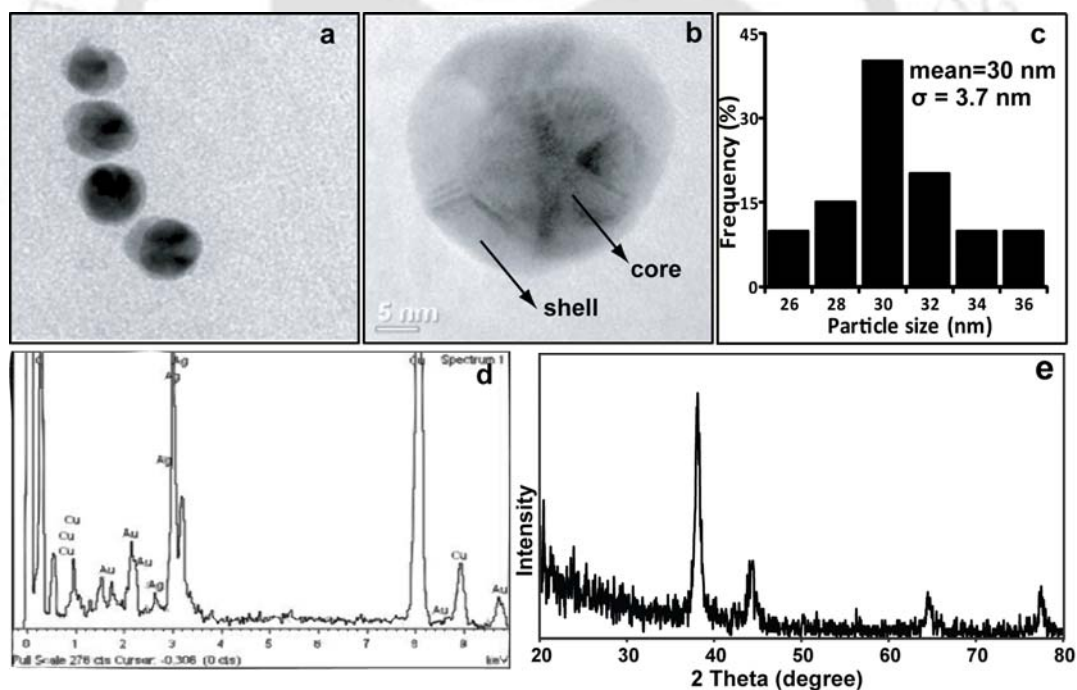 a
b
core
shell
5 nm
c
mean=30 nm
σ = 3.7 nm
45
30
15
0
Frequency (%)
26 28 30 32 34 36
Particle size (nm)
d
Spectrum 1
Cu
Ag
Ag
Ag
Cu
Cu
Cu
Au
Au
Au
Ag
Au
Cu
Au
0 1 2 3 4 5 6 7 8 9
Full Scale 276 cts Cursor: -0.306 (0 cts) keV
e
Intensity
20 30 40 50 60 70 80
2 Theta (degree)